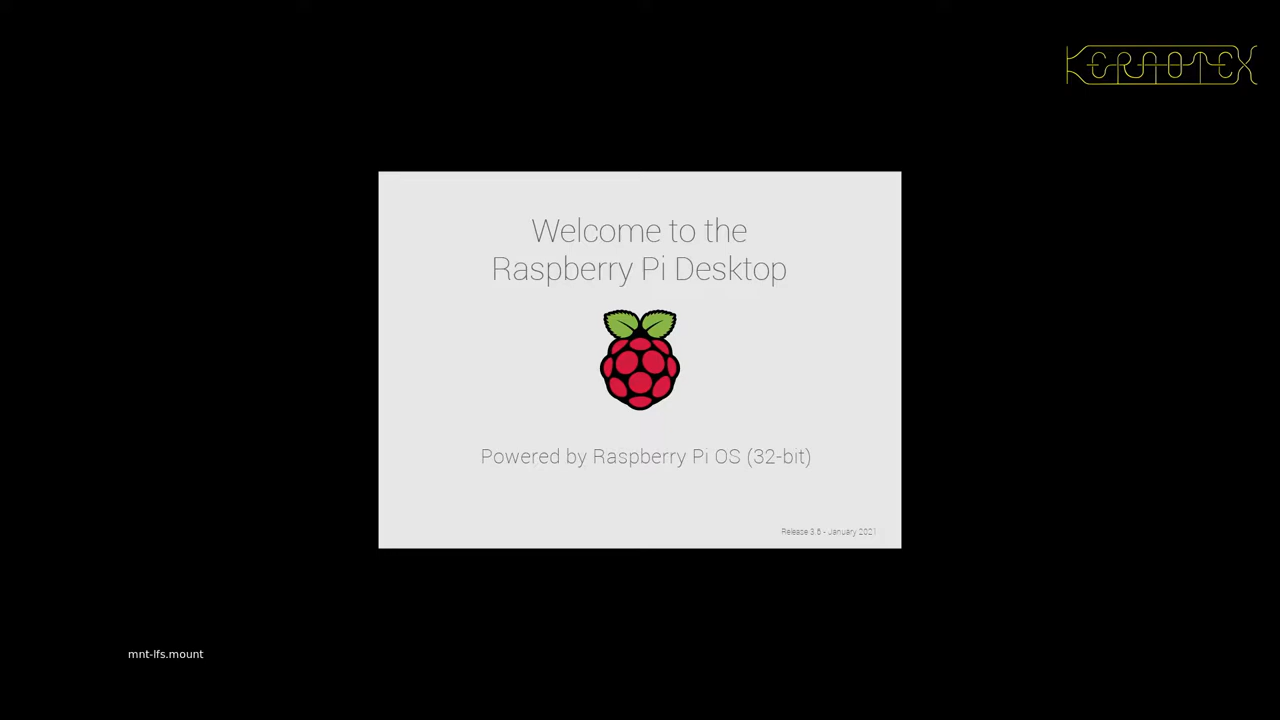 KERNOTEX
Welcome to the
Raspberry Pi Desktop
Powered by Raspberry Pi OS (32-bit)
Release 3.6 - January 2021
mnt-lfs.mount